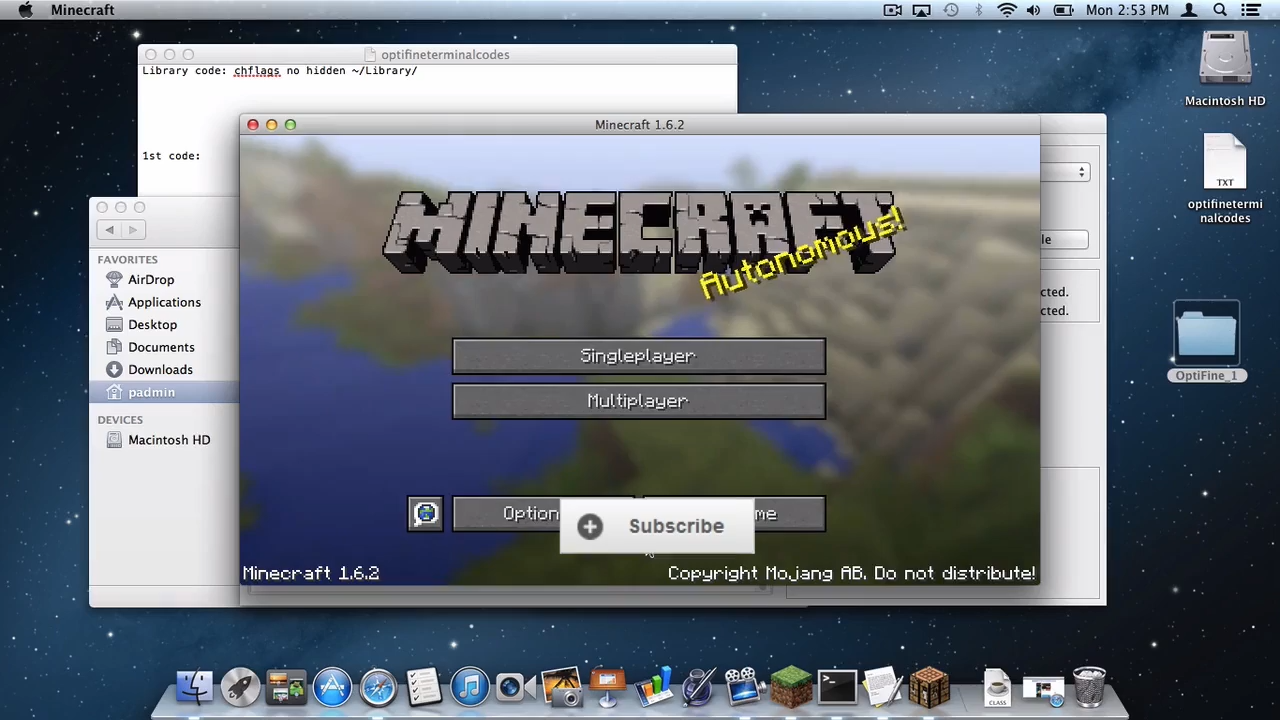 Minecraft
Mon 2:53 PM
optifineterminalcodes
Library code: chflags no hidden ~/Library/
1st code:
Minecraft 1.6.2
MINECRAFT
Autonomous!
Singleplayer
Multiplayer
Option
me
Subscribe
Minecraft 1.6.2
Copyright Mojang AB. Do not distribute!
FAVORITES
AirDrop
Applications
Desktop
Documents
Downloads
padmin
DEVICES
Macintosh HD
le
cted.
cted.
Macintosh HD
TXT
optifinetermi
nalcodes
OptiFine_1
CLASS